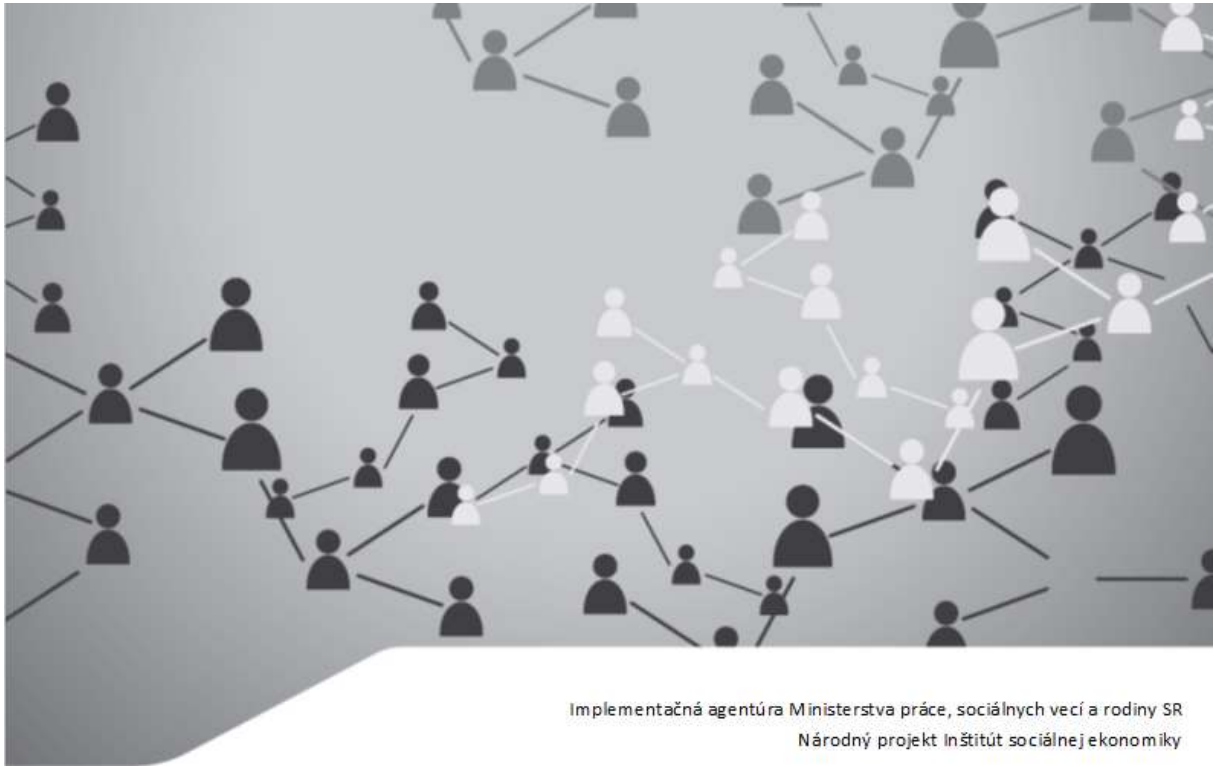 Implementačná agentúra Ministerstva práce, sociálnych vecí a rodiny SR
Národný projekt Inštitút sociálnej ekonomiky